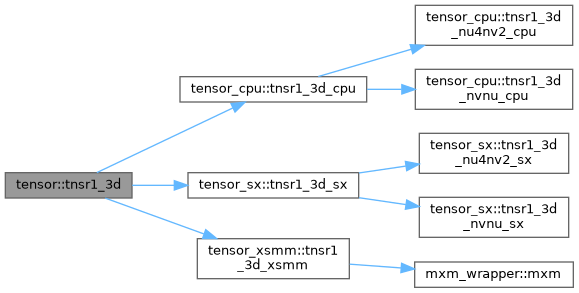 tensor::tnsr1_3d
tensor_cpu::tnsr1_3d_cpu
tensor_cpu::tnsr1_3d
_nu4nv2_cpu
tensor_cpu::tnsr1_3d
_nvnu_cpu
tensor_sx::tnsr1_3d_sx
tensor_sx::tnsr1_3d
_nu4nv2_sx
tensor_sx::tnsr1_3d
_nvnu_sx
tensor_xsmm::tnsr1
_3d_xsmm
mxm_wrapper::mxm